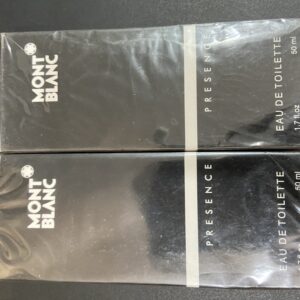 MONT
BLANC
PRESENCE
EAU DE TOILETTE
50 ml
1.7 fl.oz
MONT
BLANC
PRESENCE
EAU DE TOILETTE
50 ml